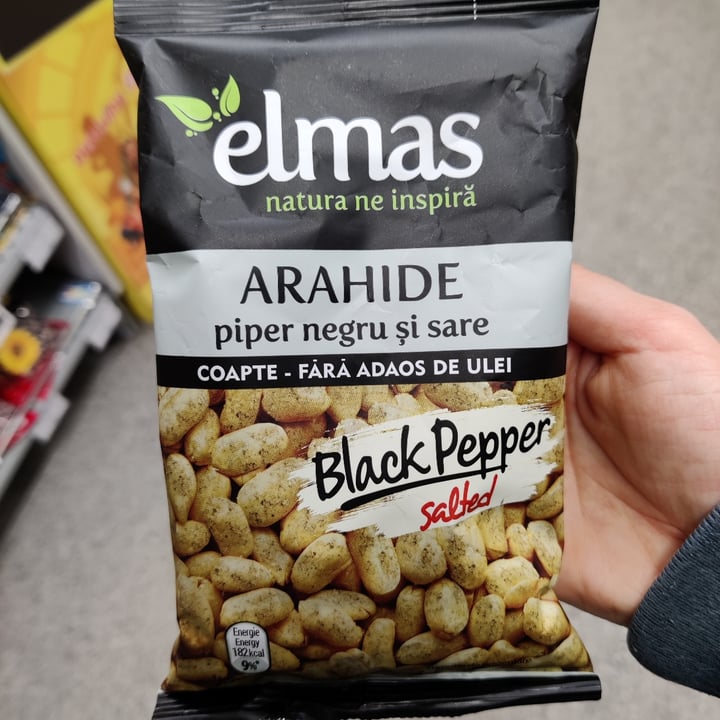 elmas
natura ne inspiră
ARAHIDE
piper negru și sare
COAPTE - FĂRĂ ADAOS DE ULEI
Black Pepper
salted
Energie
Energy
182 kcal
9%*